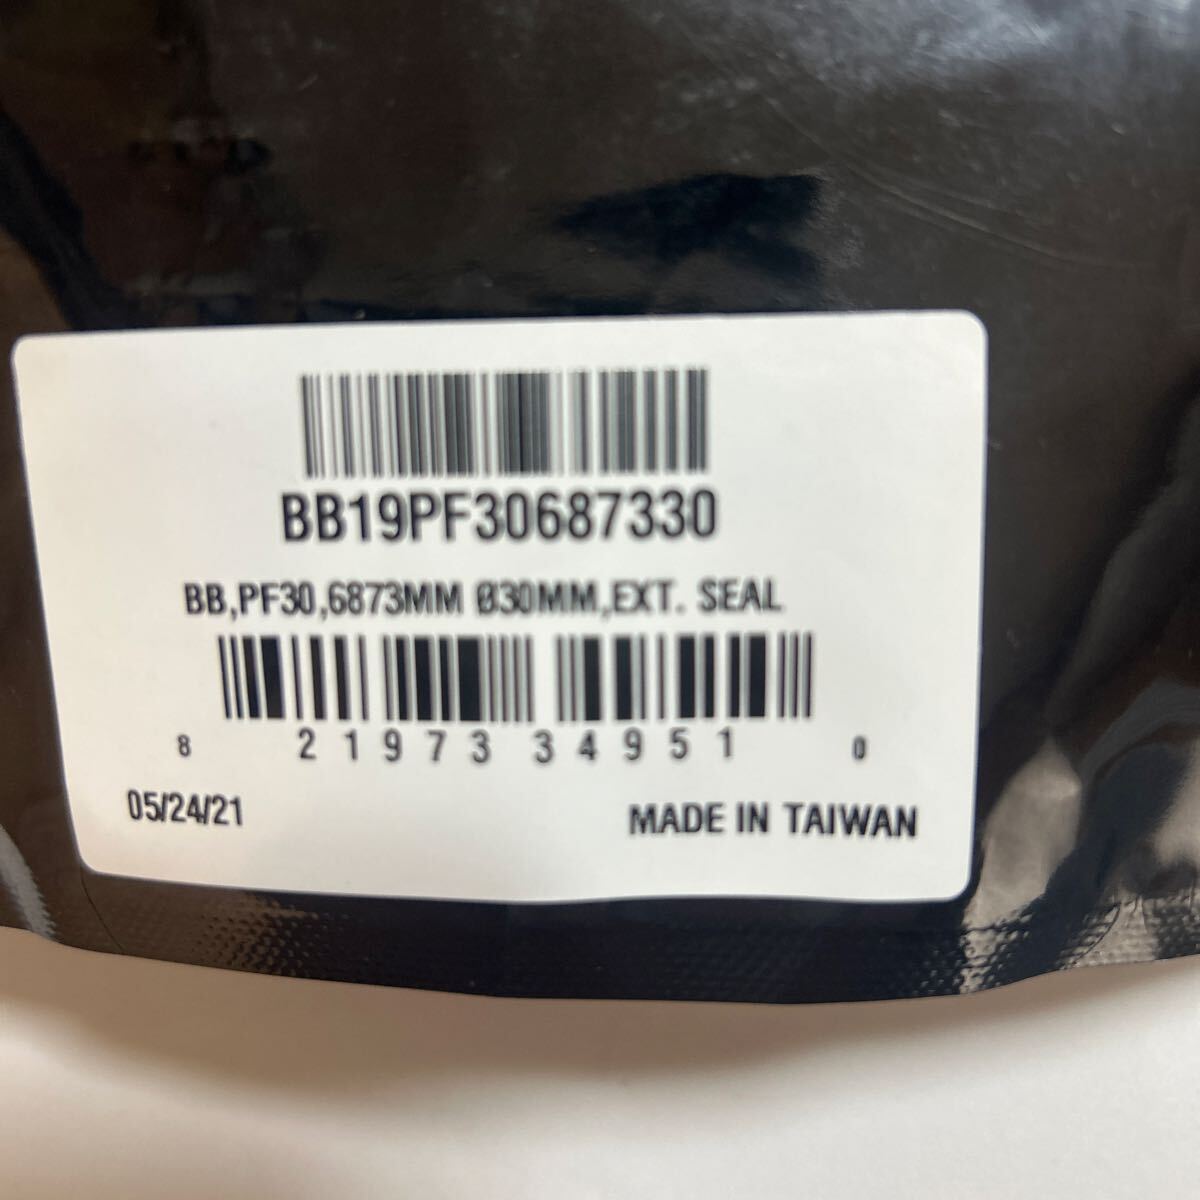 BB19PF30687330
BB,PF30,6873MM Ø30MM,EXT. SEAL
8 21973 34951 0
05/24/21
MADE IN TAIWAN